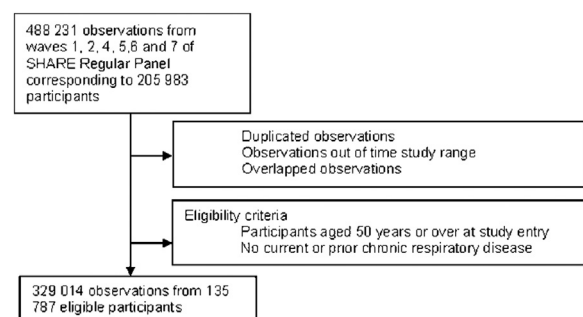 488 231 observations from
waves 1, 2, 4, 5,6 and 7 of
SHARE Regular Panel
corresponding to 205 983
participants
Duplicated observations
Observations out of time study range
Overlapped observations
Eligibility criteria
Participants aged 50 years or over at study entry
No current or prior chronic respiratory disease
329 014 observations from 135
787 eligible participants